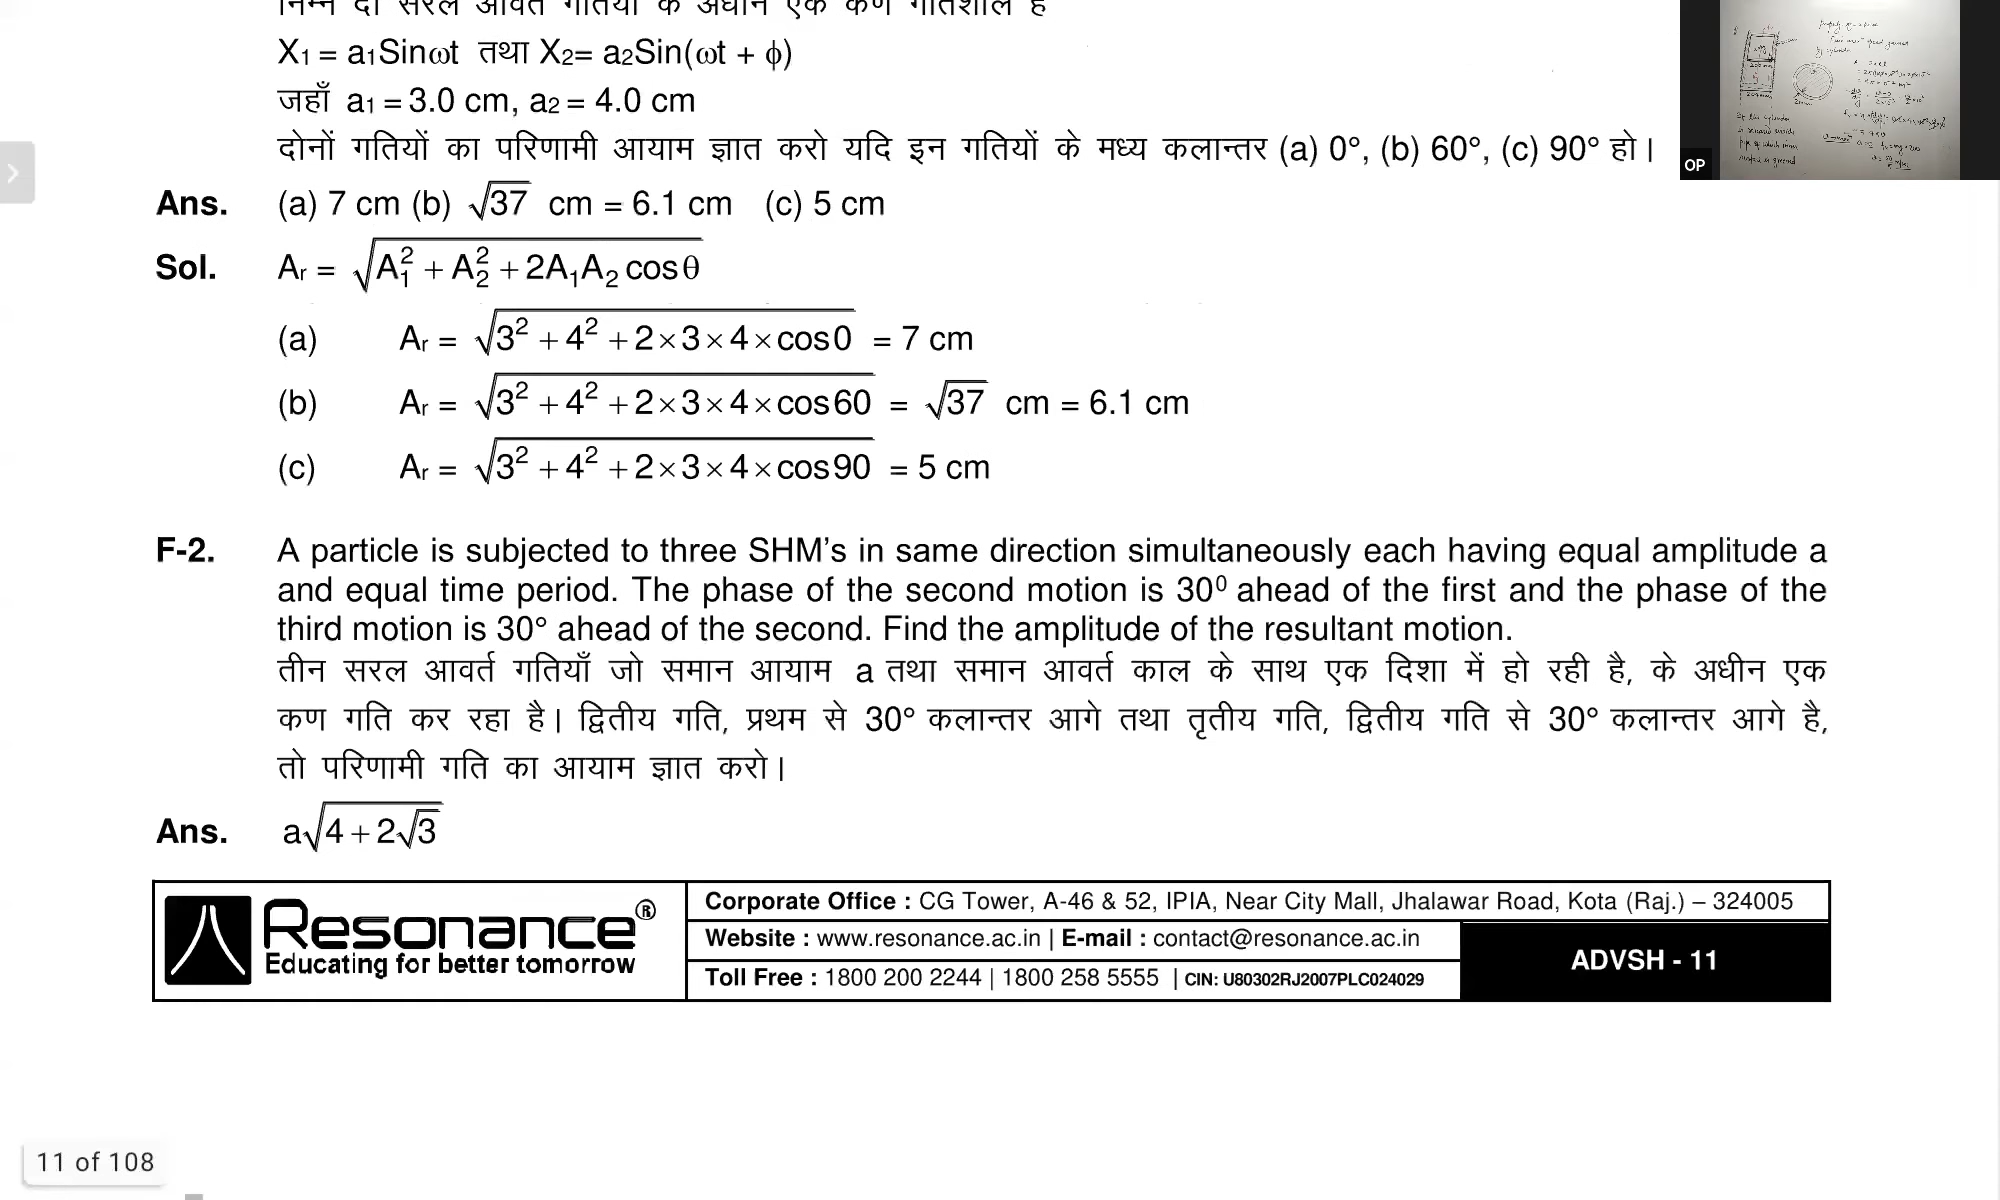 निम्न दो सरल आवर्त गतियों के अधीन एक कण गतिशील है
X1 = a1Sinωt तथा X2= a2Sin(ωt + ϕ)
जहाँ a1 = 3.0 cm, a2 = 4.0 cm
दोनों गतियों का परिणामी आयाम ज्ञात करो यदि इन गतियों के मध्य कलान्तर (a) 0°, (b) 60°, (c) 90° हो।
OP
Ans. (a) 7 cm (b) √37 cm = 6.1 cm (c) 5 cm
Sol. Ar = √(A₁² + A₂² + 2A₁A₂ cosθ)
(a) Ar = √(3² + 4² + 2×3×4×cos0) = 7 cm
(b) Ar = √(3² + 4² + 2×3×4×cos60) = √37 cm = 6.1 cm
(c) Ar = √(3² + 4² + 2×3×4×cos90) = 5 cm
F-2. A particle is subjected to three SHM’s in same direction simultaneously each having equal amplitude a
and equal time period. The phase of the second motion is 30⁰ ahead of the first and the phase of the
third motion is 30° ahead of the second. Find the amplitude of the resultant motion.
तीन सरल आवर्त गतियाँ जो समान आयाम a तथा समान आवर्त काल के साथ एक दिशा में हो रही है, के अधीन एक
कण गति कर रहा है। द्वितीय गति, प्रथम से 30° कलान्तर आगे तथा तृतीय गति, द्वितीय गति से 30° कलान्तर आगे है,
तो परिणामी गति का आयाम ज्ञात करो।
Ans. a√(4 + 2√3)
Resonance®
Educating for better tomorrow
Corporate Office : CG Tower, A-46 & 52, IPIA, Near City Mall, Jhalawar Road, Kota (Raj.) – 324005
Website : www.resonance.ac.in | E-mail : contact@resonance.ac.in
Toll Free : 1800 200 2244 | 1800 258 5555 | CIN: U80302RJ2007PLC024029
ADVSH - 11
11 of 108